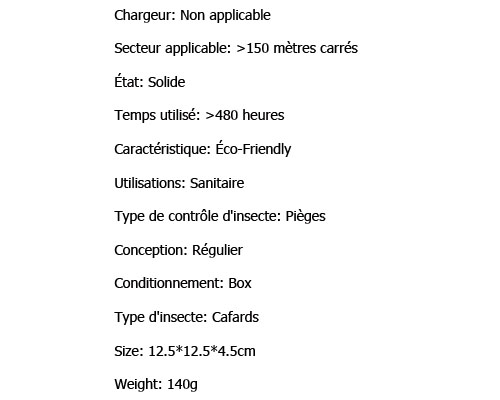 Chargeur: Non applicable
Secteur applicable: >150 mètres carrés
État: Solide
Temps utilisé: >480 heures
Caractéristique: Éco-Friendly
Utilisations: Sanitaire
Type de contrôle d'insecte: Pièges
Conception: Régulier
Conditionnement: Box
Type d'insecte: Cafards
Size: 12.5*12.5*4.5cm
Weight: 140g